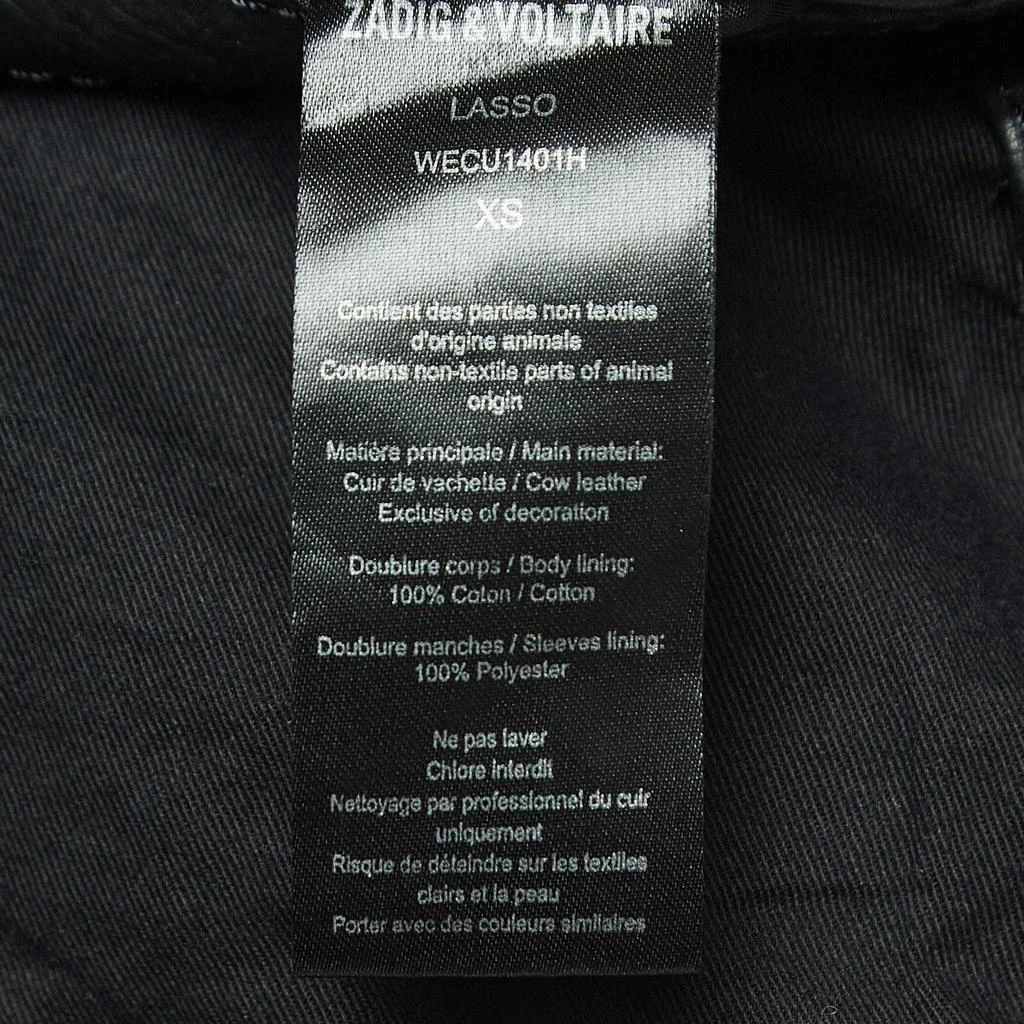 ZADIG & VOLTAIRE
LASSO
WECU1401H
XS
Contient des parties non textiles
d'origine animale
Contains non-textile parts of animal
origin
Matière principale / Main material:
Cuir de vachette / Cow leather
Exclusive of decoration
Doublure corps / Body lining:
100% Coton / Cotton
Doublure manches / Sleeves lining:
100% Polyester
Ne pas laver
Chlore interdit
Nettoyage par professionnel du cuir
uniquement
Risque de déteindre sur les textiles
clairs et la peau
Porter avec des couleurs similaires